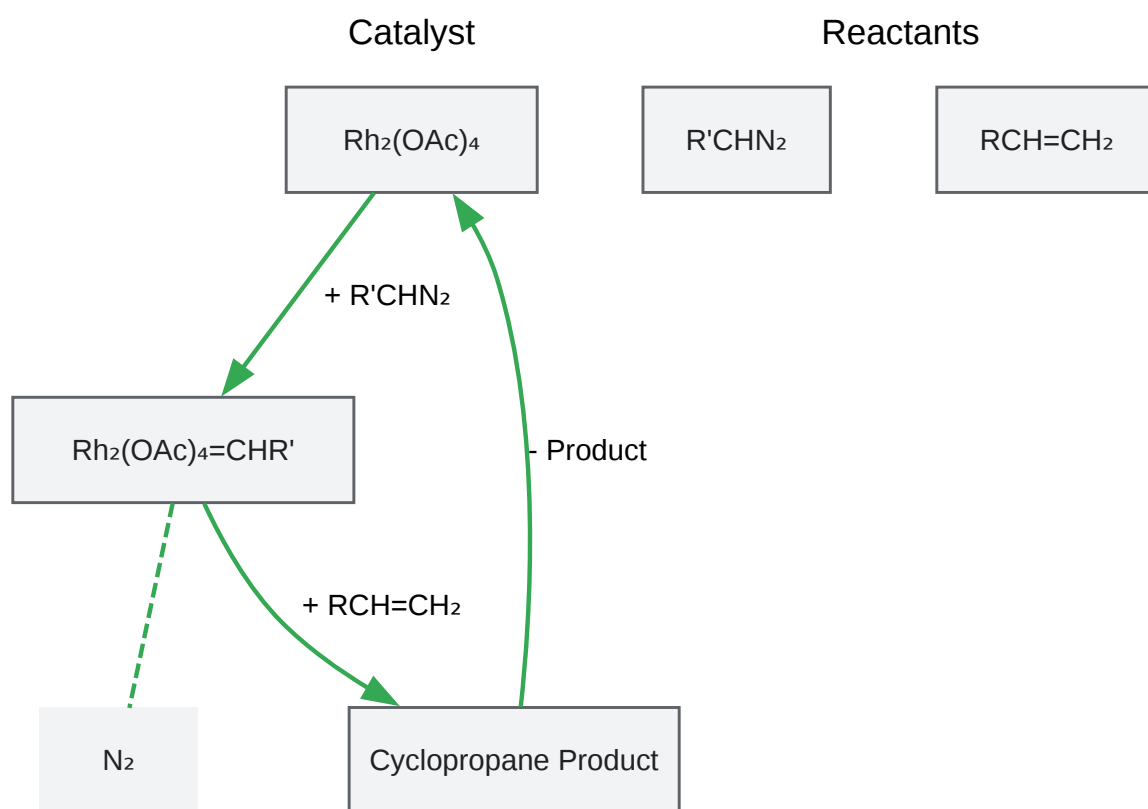 Catalyst
Reactants
Rh₂(OAc)₄
R'CHN₂
RCH=CH₂
+ R'CHN₂
Rh₂(OAc)₄=CHR'
- Product
+ RCH=CH₂
N₂
Cyclopropane Product